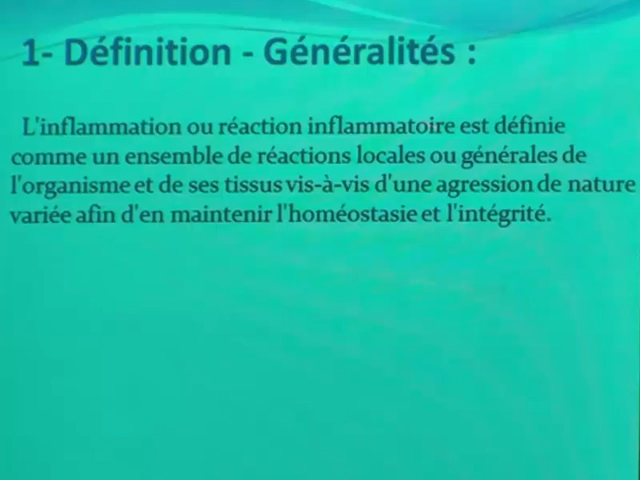 1- Définition - Généralités :
L'inflammation ou réaction inflammatoire est définie
comme un ensemble de réactions locales ou générales de
l'organisme et de ses tissus vis-à-vis d'une agression de nature
variée afin d'en maintenir l'homéostasie et l'intégrité.